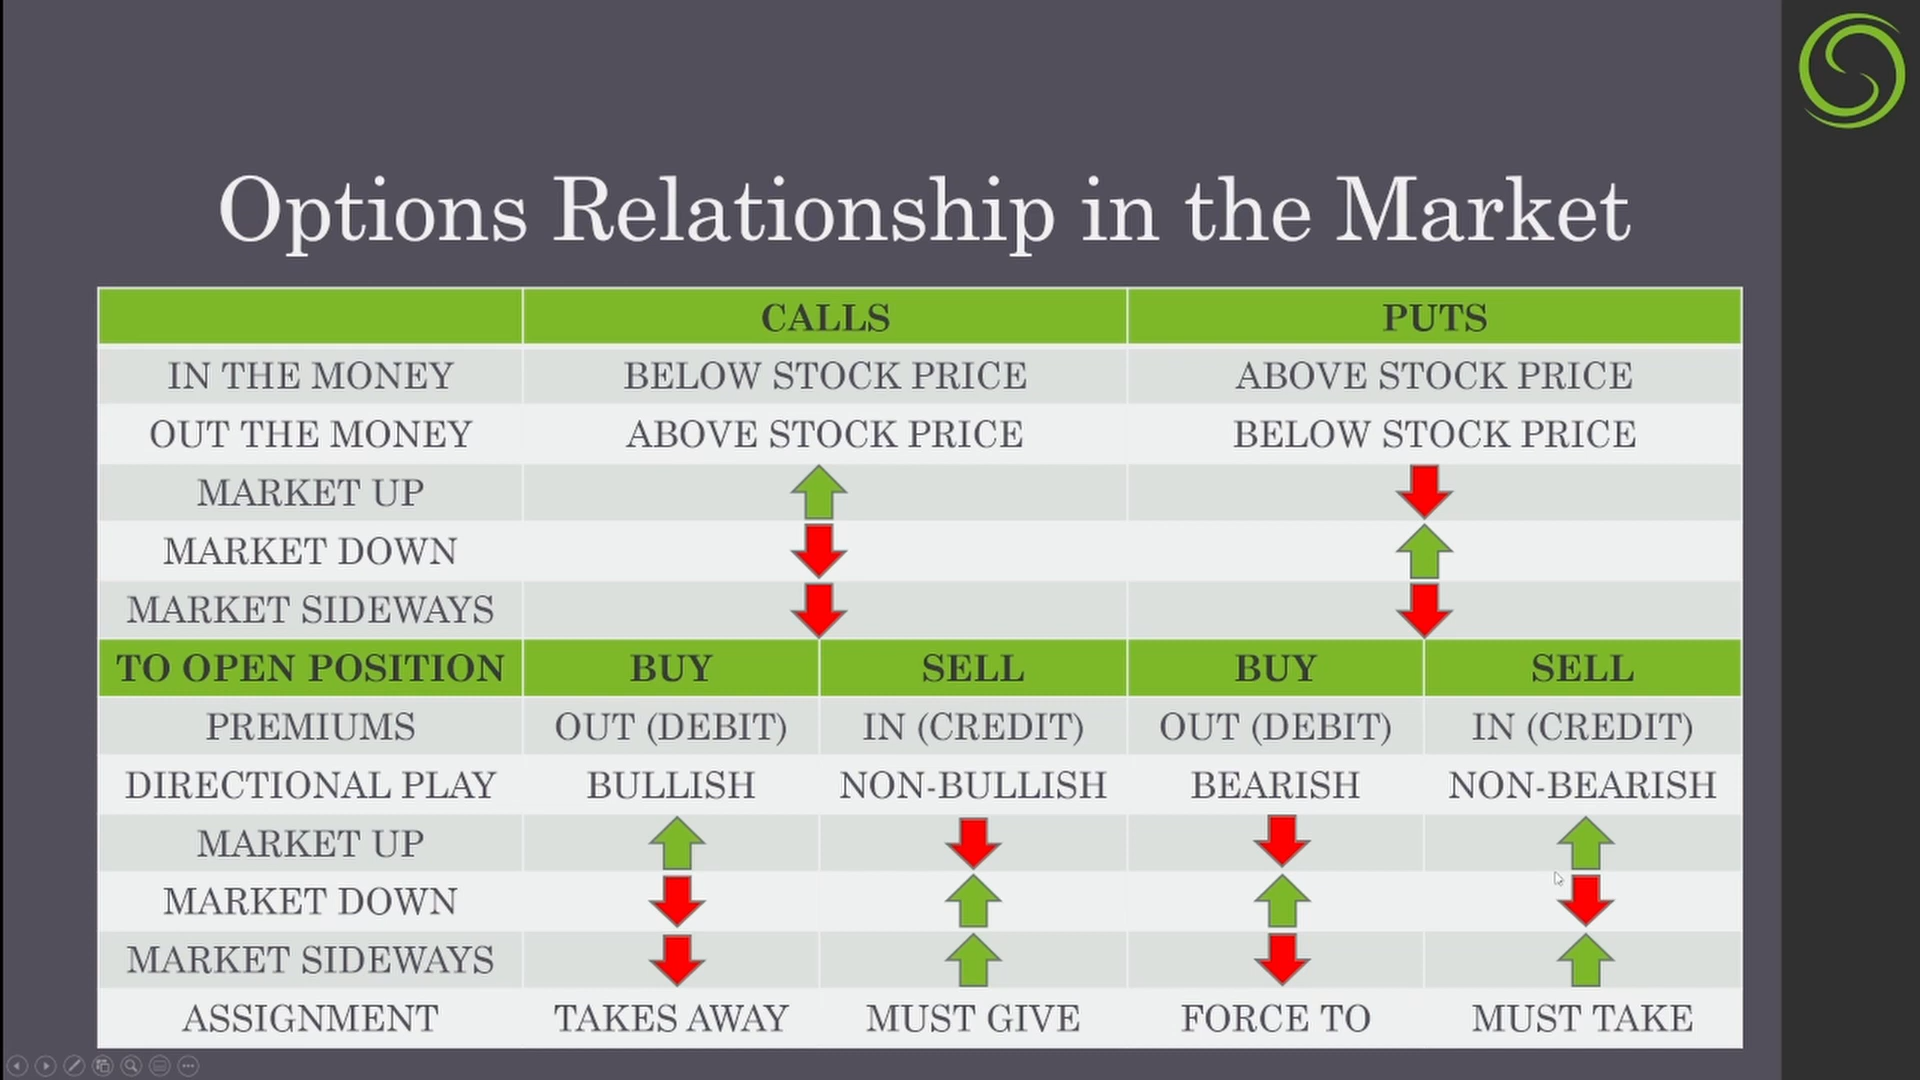 Options Relationship in the Market
CALLS PUTS
IN THE MONEY BELOW STOCK PRICE ABOVE STOCK PRICE
OUT THE MONEY ABOVE STOCK PRICE BELOW STOCK PRICE
MARKET UP
MARKET DOWN
MARKET SIDEWAYS
TO OPEN POSITION BUY SELL BUY SELL
PREMIUMS OUT (DEBIT) IN (CREDIT) OUT (DEBIT) IN (CREDIT)
DIRECTIONAL PLAY BULLISH NON-BULLISH BEARISH NON-BEARISH
MARKET UP
MARKET DOWN
MARKET SIDEWAYS
ASSIGNMENT TAKES AWAY MUST GIVE FORCE TO MUST TAKE